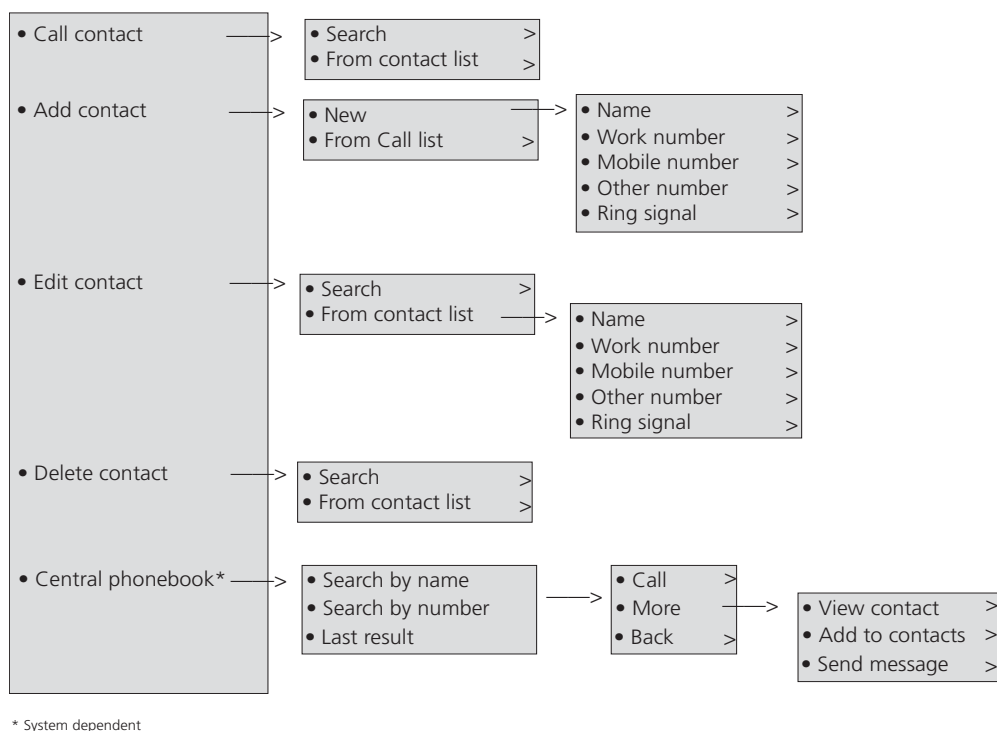 • Call contact
• Search >
• From contact list >
• Add contact
• New
• From Call list >
• Name >
• Work number >
• Mobile number >
• Other number >
• Ring signal >
• Edit contact
• Search >
• From contact list
• Name >
• Work number >
• Mobile number >
• Other number >
• Ring signal >
• Delete contact
• Search >
• From contact list >
• Central phonebook*
• Search by name
• Search by number
• Last result
• Call >
• More
• Back >
• View contact >
• Add to contacts >
• Send message >
* System dependent